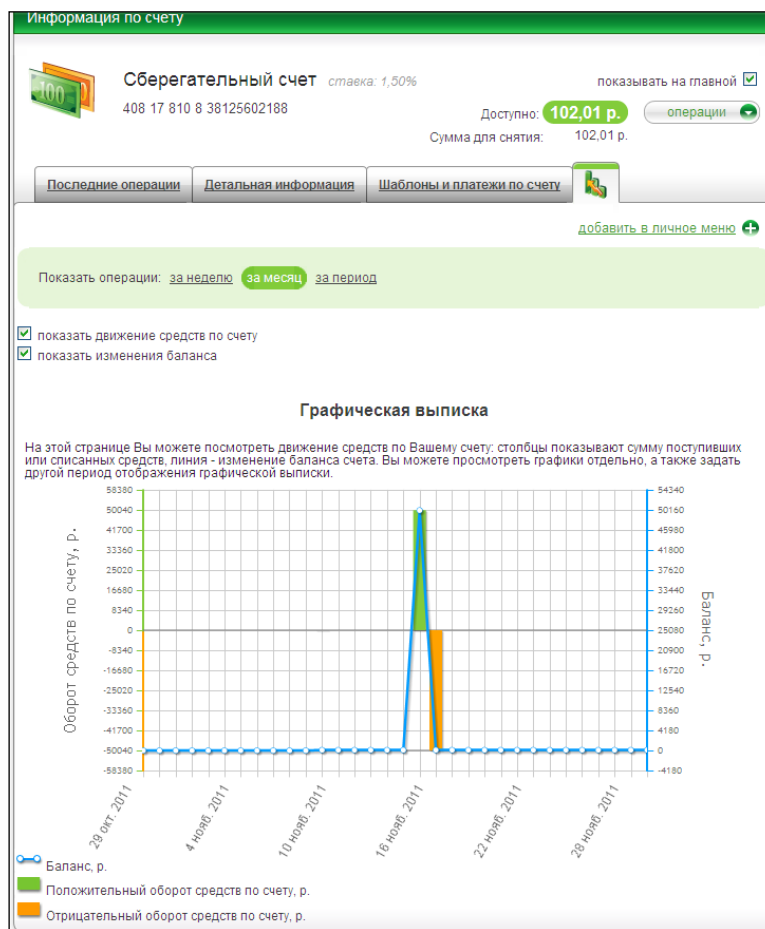 Информация по счету
100
Сберегательный счет ставка: 1,50%
показывать на главной
408 17 810 8 38125602188
Доступно: 102,01 р.
операции
Сумма для снятия: 102,01 р.
Последние операции
Детальная информация
Шаблоны и платежи по счету
добавить в личное меню
Показать операции: за неделю за месяц за период
показать движение средств по счету
показать изменения баланса
Графическая выписка
На этой странице Вы можете посмотреть движение средств по Вашему счету: столбцы показывают сумму поступивших
или списанных средств, линия - изменение баланса счета. Вы можете просмотреть графики отдельно, а также задать
другой период отображения графической выписки.
Оборот средств по счету, р.
58380
50040
41700
33360
25020
16680
8340
0
-8340
-16680
-25020
-33360
-41700
-50040
-58380
54340
50160
45980
41800
37620
33440
29260
25080
20900
16720
12540
8360
4180
0
-4180
Баланс, р.
29 окт. 2011
4 нояб. 2011
10 нояб. 2011
16 нояб. 2011
22 нояб. 2011
28 нояб. 2011
Баланс, р.
Положительный оборот средств по счету, р.
Отрицательный оборот средств по счету, р.